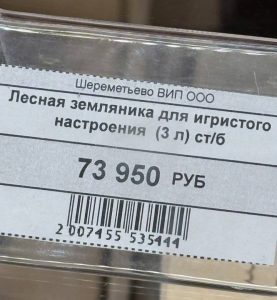 Шереметьево ВИП ООО
Лесная земляника для игристого
настроения (3 л) ст/б
73 950 РУБ
2 007455 535444